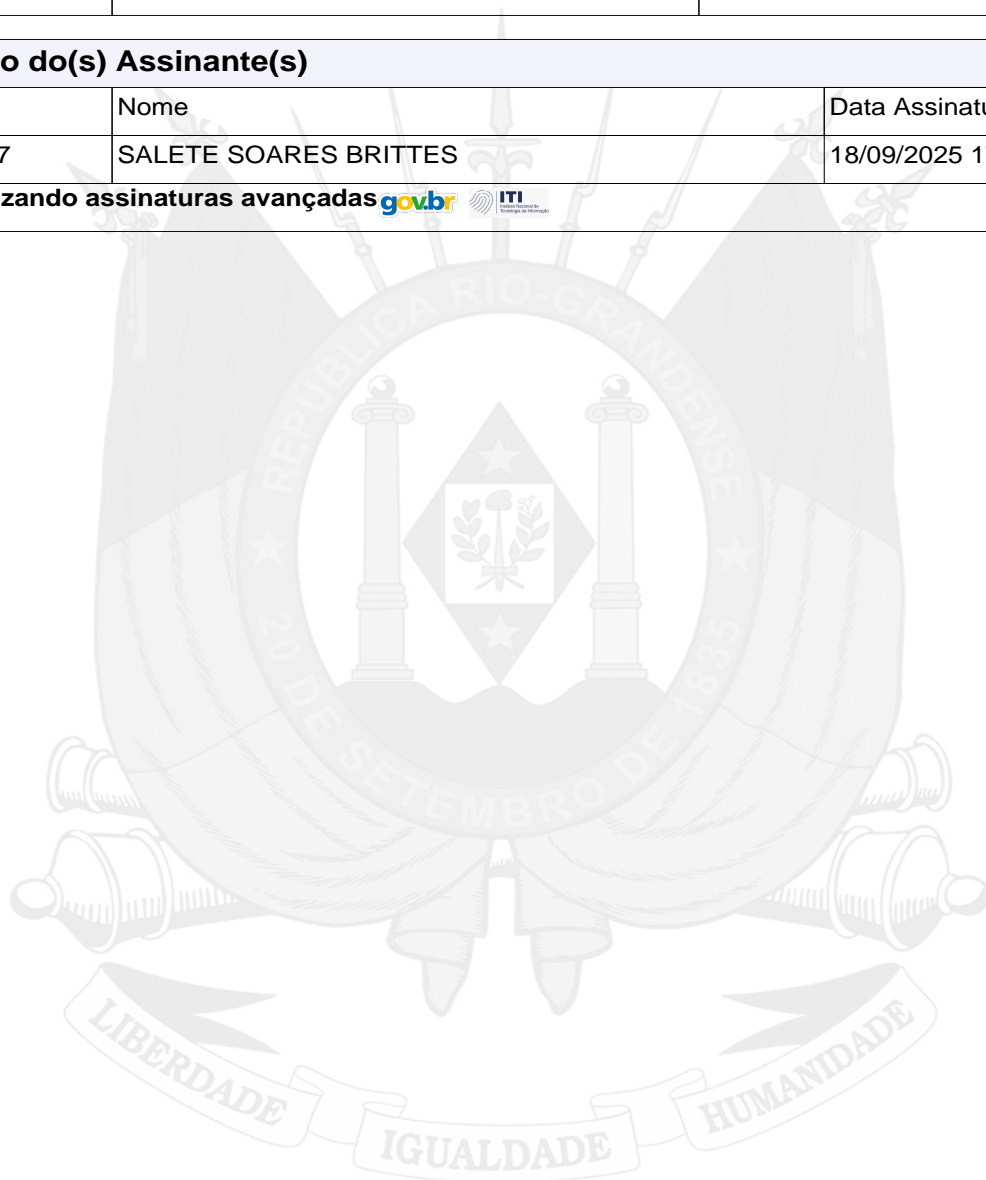 o do(s) Assinante(s)
Nome Data Assinatu
7 SALETE SOARES BRITTES 18/09/2025 1
zando assinaturas avançadas gov.br ITI
REPÚBLICA RIO-GRANDENSE
20 DE SETEMBRO DE 1835
LIBERDADE IGUALDADE HUMANIDADE